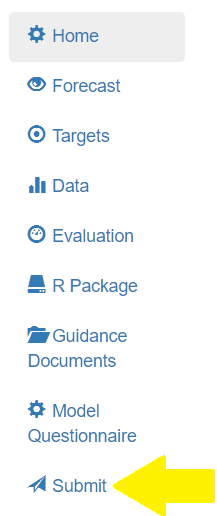 Home
Forecast
Targets
Data
Evaluation
R Package
Guidance
Documents
Model
Questionnaire
Submit